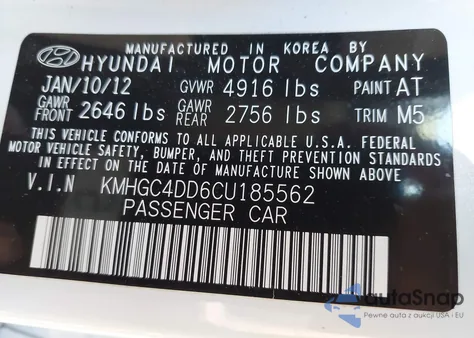 MANUFACTURED IN KOREA BY
HYUNDAI MOTOR COMPANY
JAN/10/12 GVWR 4916 lbs PAINT AT
GAWR FRONT 2646 lbs GAWR REAR 2756 lbs TRIM M5
THIS VEHICLE CONFORMS TO ALL APPLICABLE U.S.A. FEDERAL
MOTOR VEHICLE SAFETY, BUMPER, AND THEFT PREVENTION STANDARDS
IN EFFECT ON THE DATE OF MANUFACTURE SHOWN ABOVE.
V.I.N KMHGC4DD6CU185562
PASSENGER CAR
autoSnap
Pewne auta z aukcji USA i EU